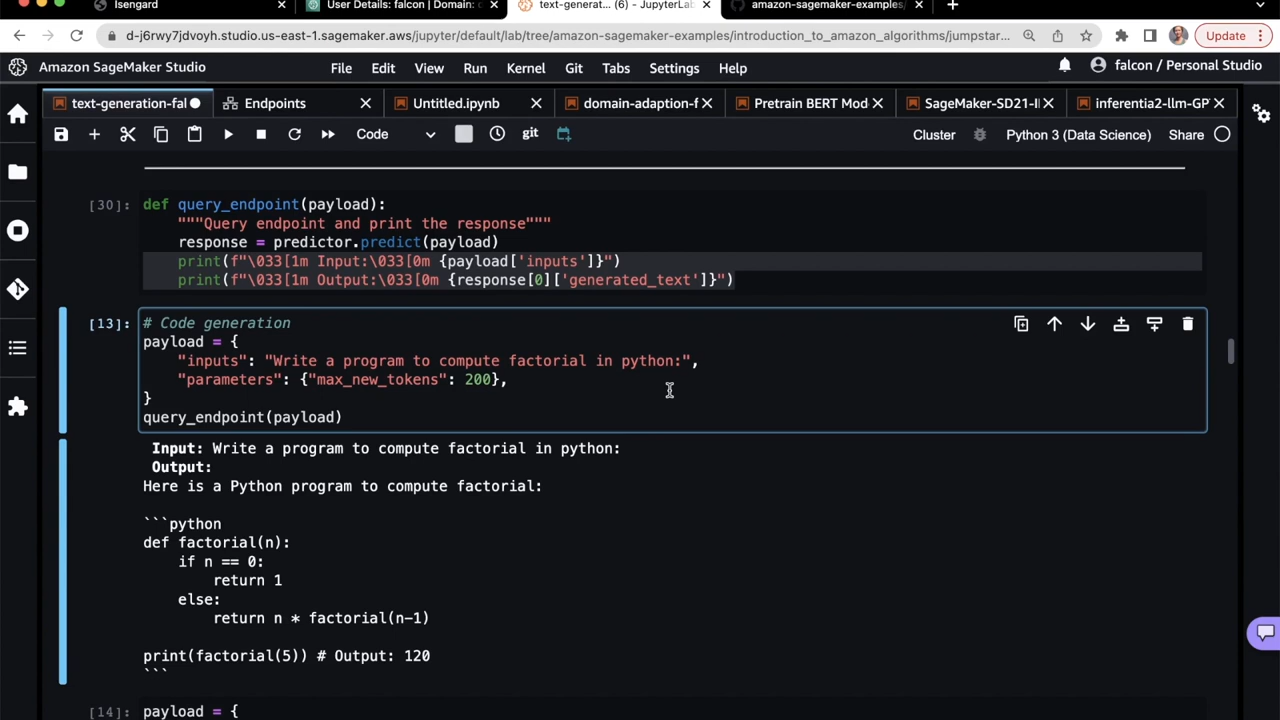 Isengard
User Details: falcon | Domain:
text-generat... (6) - JupyterLab
amazon-sagemaker-examples/
d-j6rwy7jdvoyh.studio.us-east-1.sagemaker.aws/jupyter/default/lab/tree/amazon-sagemaker-examples/introduction_to_amazon_algorithms/jumpstar...
Update
Amazon SageMaker Studio
File Edit View Run Kernel Git Tabs Settings Help
falcon / Personal Studio
text-generation-fal
Endpoints
Untitled.ipynb
domain-adaption-f
Pretrain BERT Mod
SageMaker-SD21-I
inferentia2-llm-GP
Code
git
Cluster
Python 3 (Data Science)
Share
[30]: def query_endpoint(payload):
"""Query endpoint and print the response"""
response = predictor.predict(payload)
print(f"\033[1m Input:\033[0m {payload['inputs']}")
print(f"\033[1m Output:\033[0m {response[0]['generated_text']}")
[13]: # Code generation
payload = {
"inputs": "Write a program to compute factorial in python:",
"parameters": {"max_new_tokens": 200},
}
query_endpoint(payload)
Input: Write a program to compute factorial in python:
Output:
Here is a Python program to compute factorial:
```python
def factorial(n):
if n == 0:
return 1
else:
return n * factorial(n-1)
print(factorial(5)) # Output: 120
```
[14]: payload = {